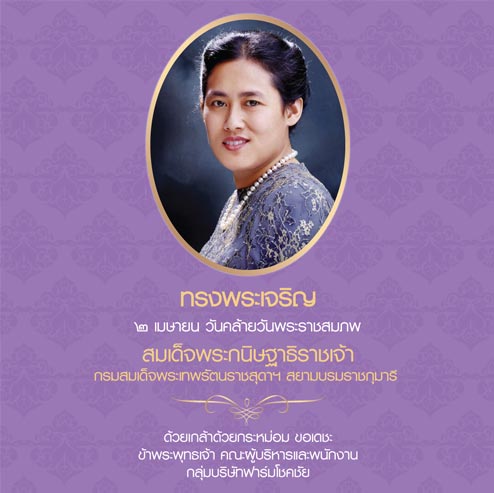 ทรงพระเจริญ
๒ เมษายน วันคล้ายวันพระราชสมภพ
สมเด็จพระกนิษฐาธิราชเจ้า
กรมสมเด็จพระเทพรัตนราชสุดาฯ สยามบรมราชกุมารี
ด้วยเกล้าด้วยกระหม่อม ขอเดชะ
ข้าพระพุทธเจ้า คณะผู้บริหารและพนักงาน
กลุ่มบริษัทฟาร์มโชคชัย